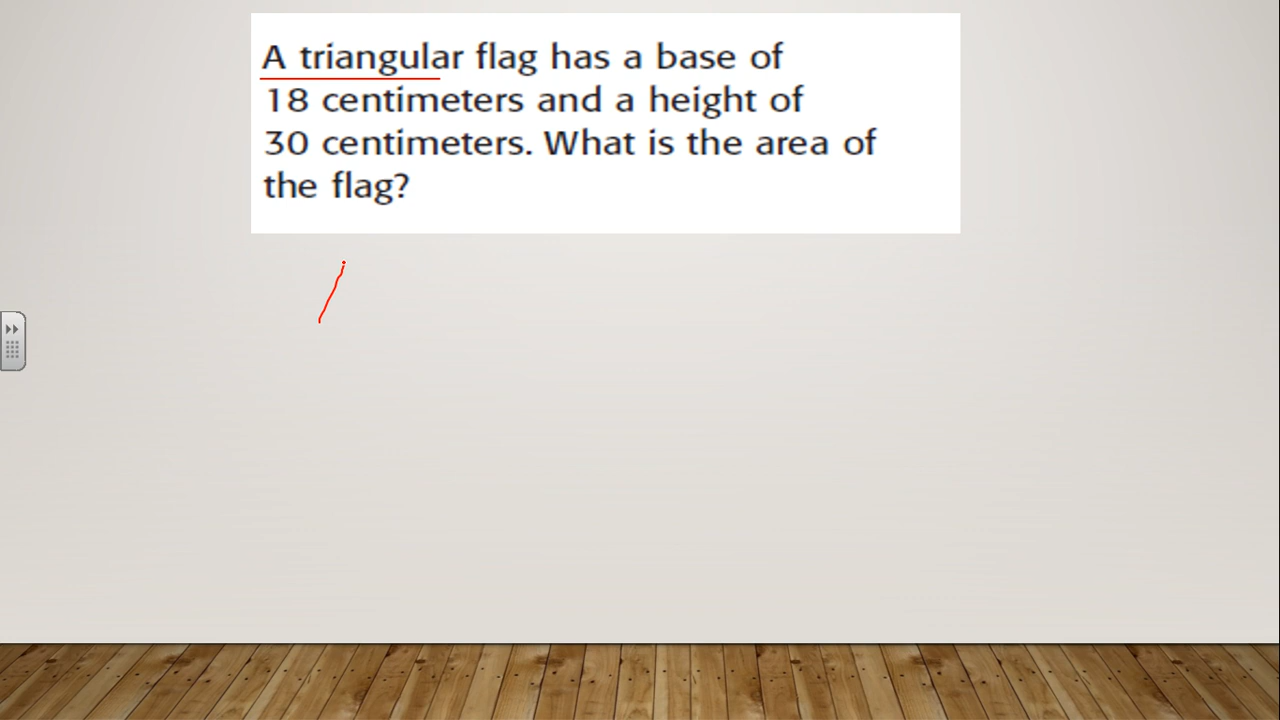 A triangular flag has a base of
18 centimeters and a height of
30 centimeters. What is the area of
the flag?